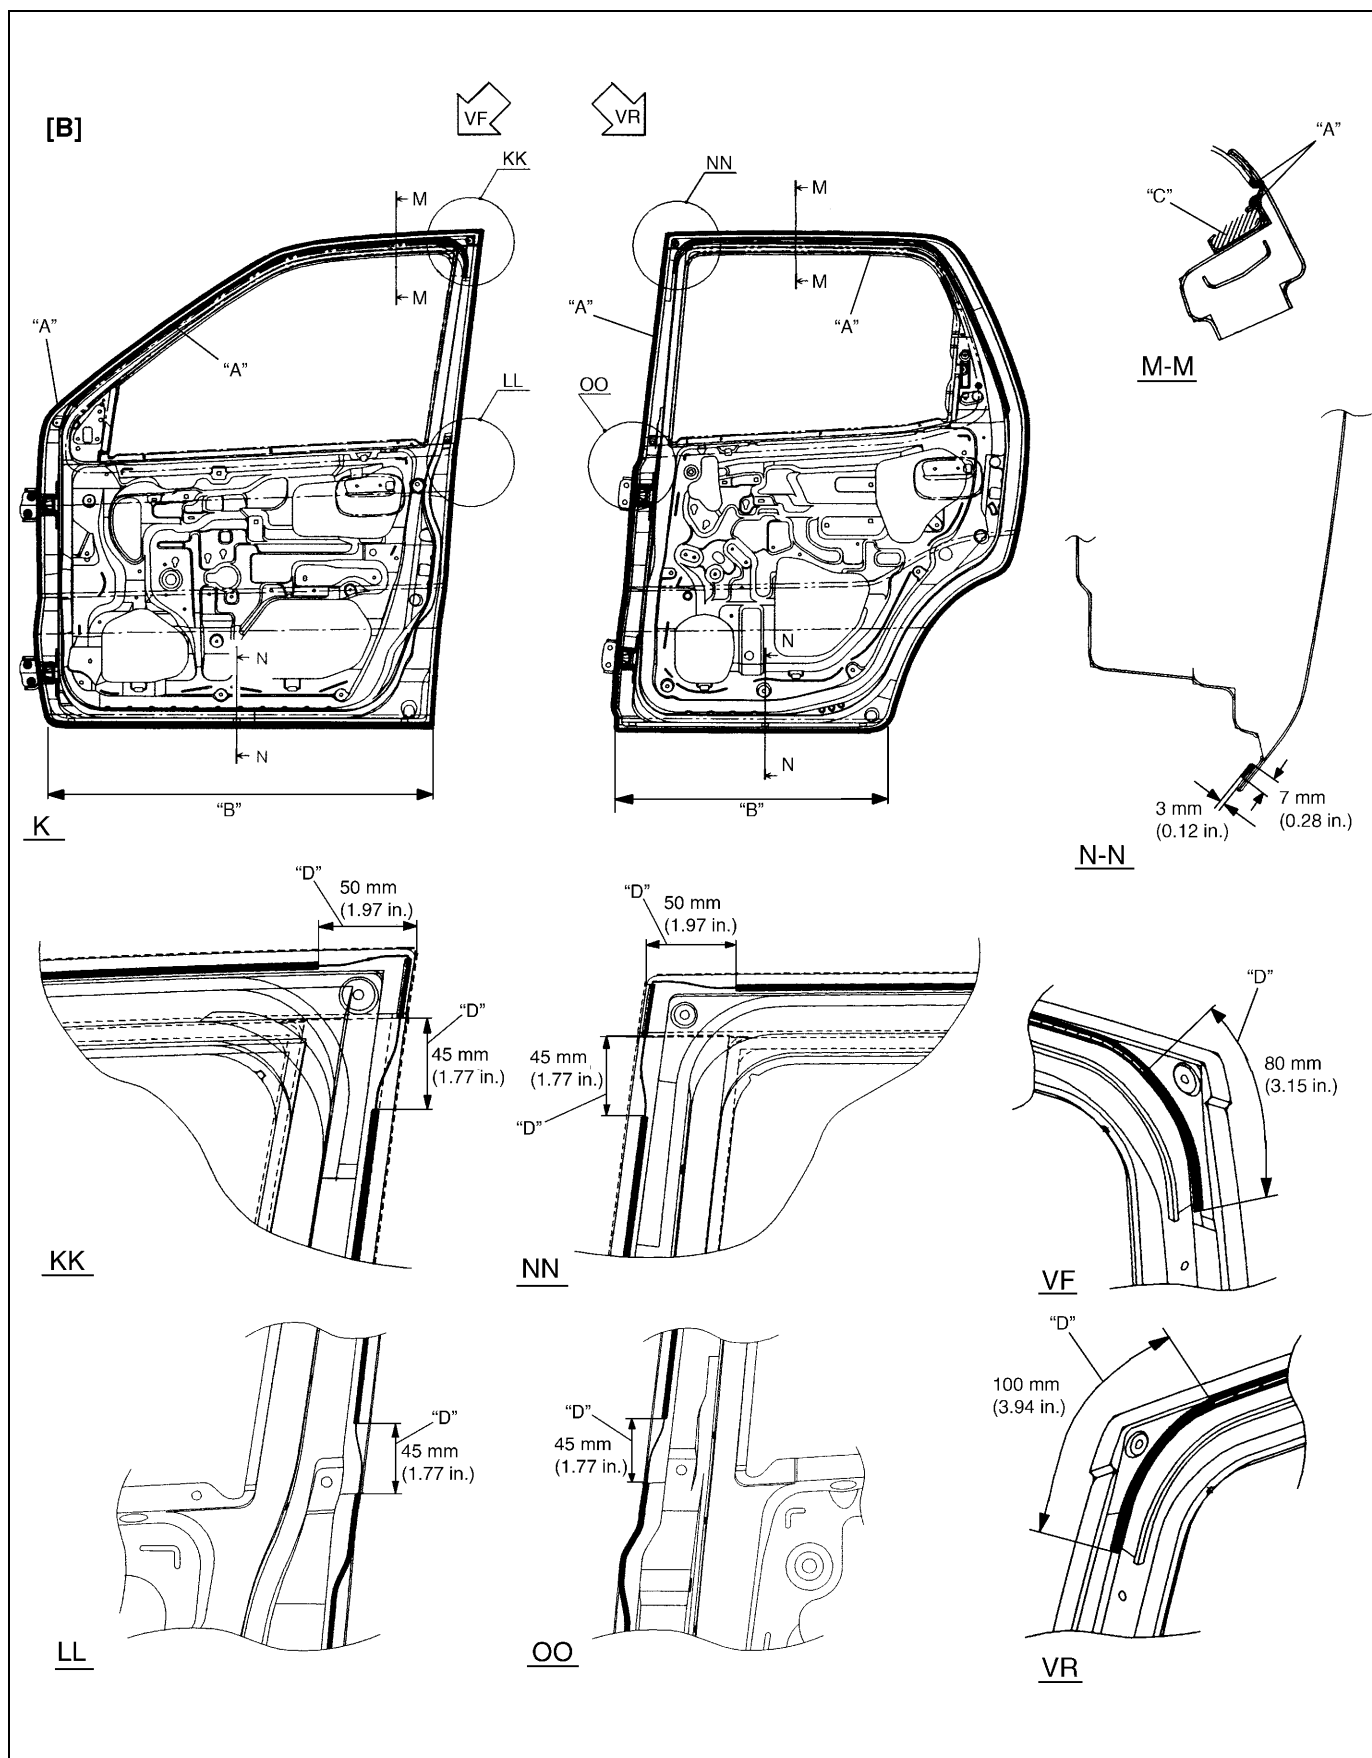 [B]
VF
VR
KK
NN
M
M
M
M
"A"
"A"
"A"
"A"
LL
OO
N
N
N
N
"B"
"B"
K
"A"
"C"
M-M
3 mm
(0.12 in.)
7 mm
(0.28 in.)
N-N
"D"
50 mm
(1.97 in.)
"D"
45 mm
(1.77 in.)
KK
"D"
50 mm
(1.97 in.)
45 mm
(1.77 in.)
"D"
NN
"D"
80 mm
(3.15 in.)
VF
"D"
45 mm
(1.77 in.)
LL
"D"
45 mm
(1.77 in.)
OO
"D"
100 mm
(3.94 in.)
VR